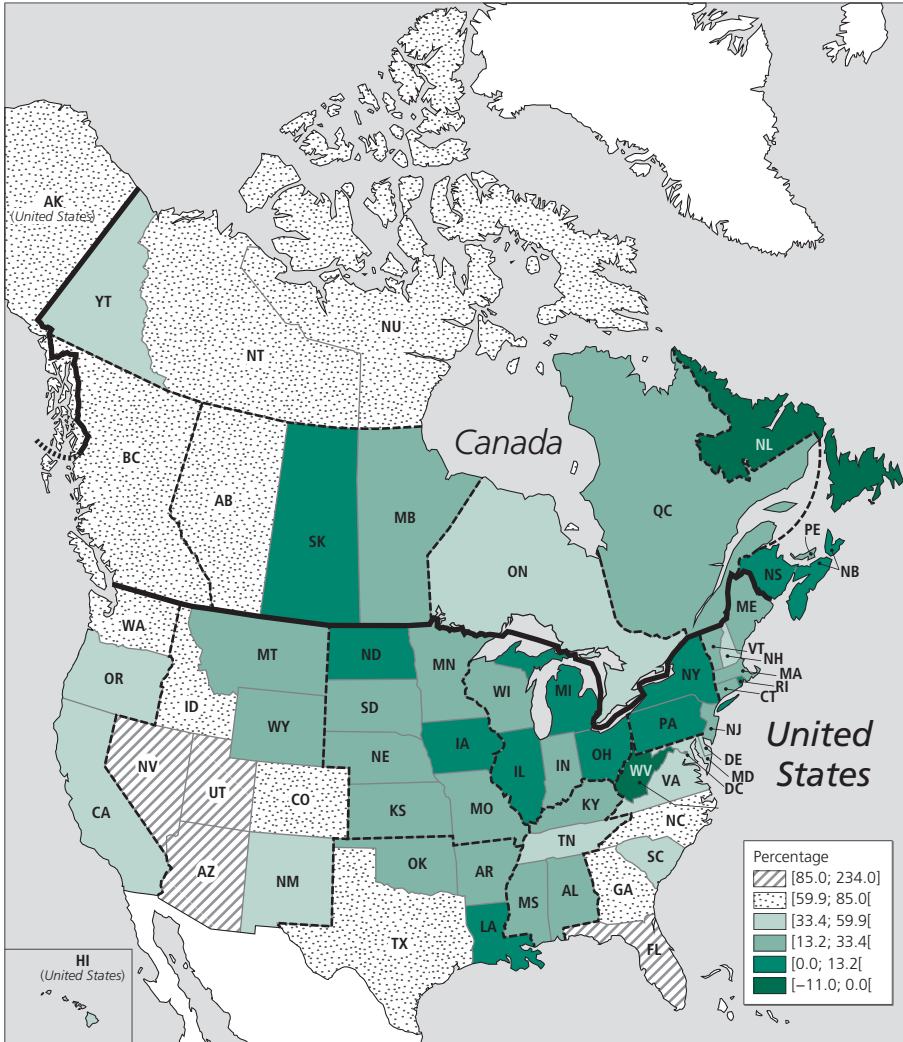 AK
(United States)
YT
NT
NU
BC
AB
SK
MB
Canada
ON
QC
NL
PE
NS
NB
ME
WA
OR
ID
MT
ND
MN
WY
SD
WI
MI
NY
VT
NH
MA
RI
CT
NE
IA
IL
IN
OH
PA
NJ
United
States
DE
MD
DC
NV
UT
CO
CA
KS
MO
KY
WV
VA
NC
TN
SC
AZ
NM
OK
AR
MS
AL
GA
TX
LA
FL
HI
(United States)
Percentage
[85.0; 234.0]
[59.9; 85.0[
[33.4; 59.9[
[13.2; 33.4[
[0.0; 13.2[
[−11.0; 0.0[